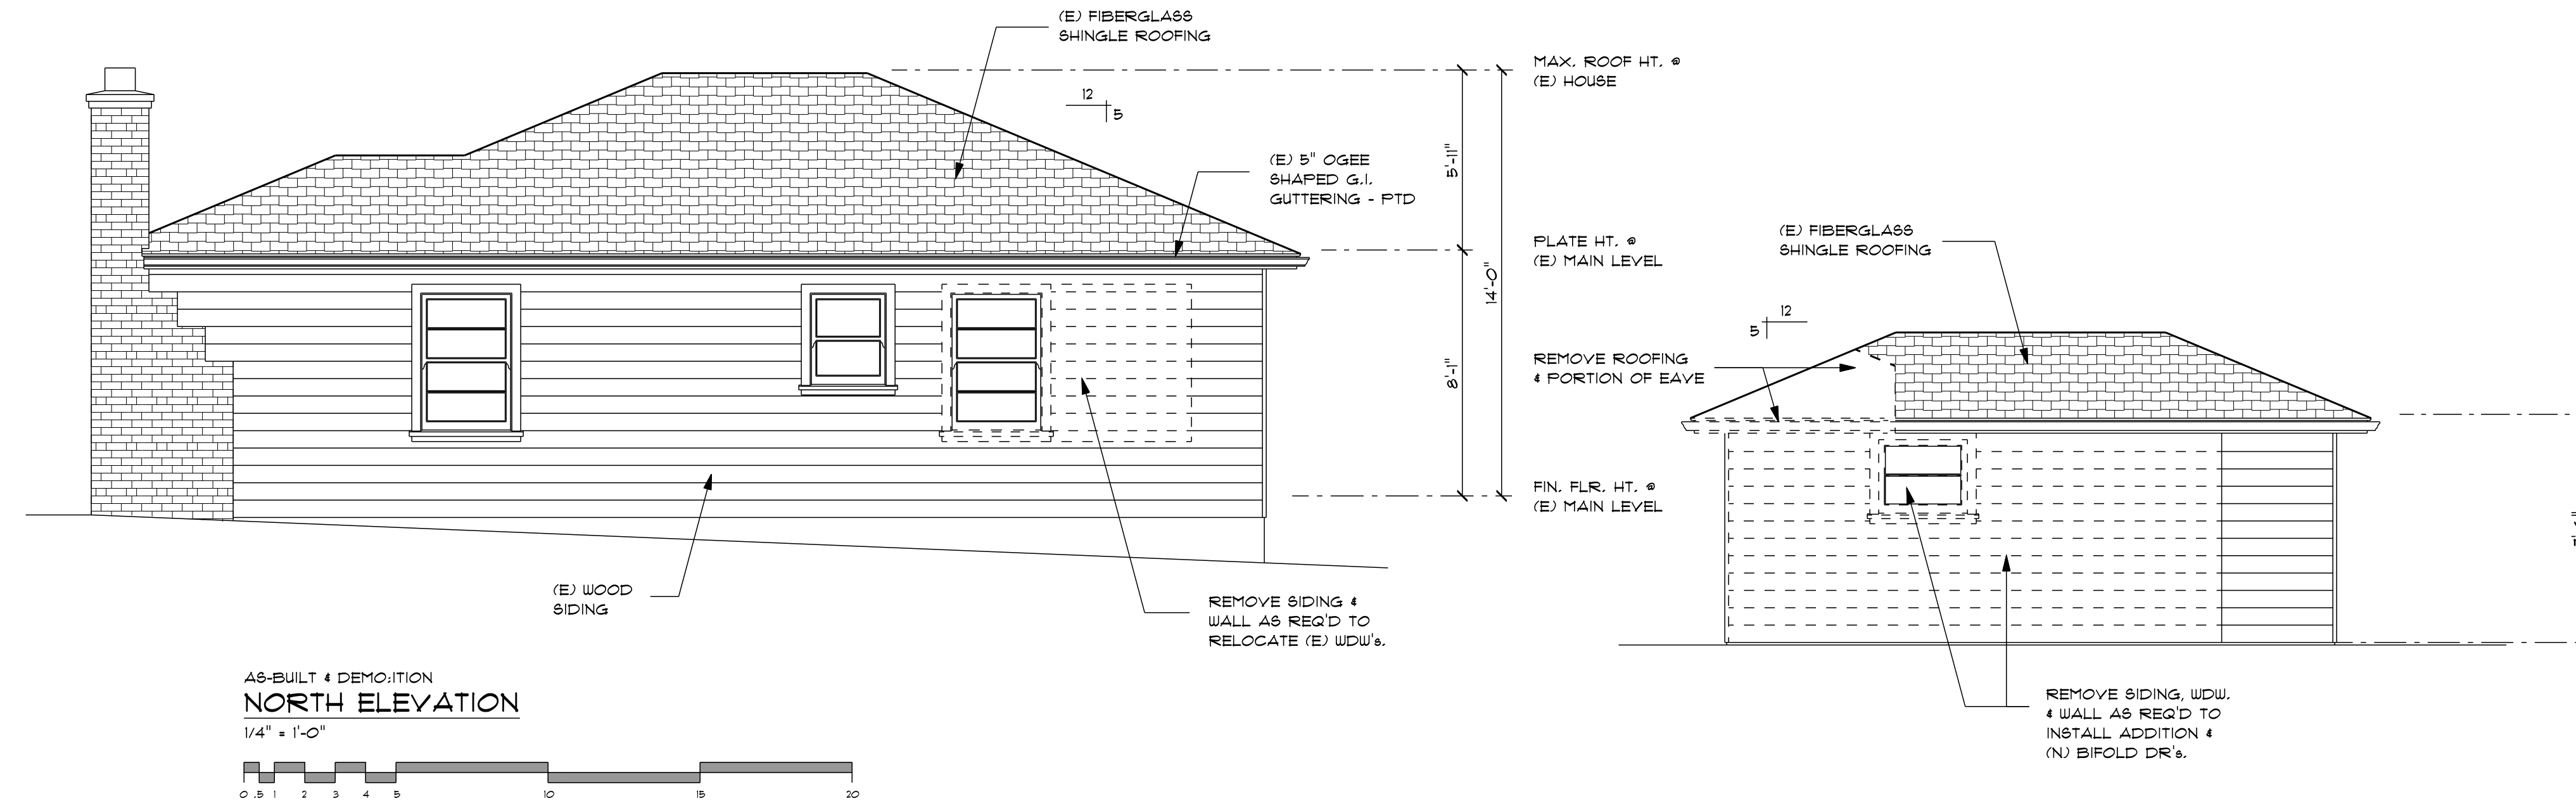 (E) FIBERGLASS
SHINGLE ROOFING
12
5
(E) 5" OGEE
SHAPED G.I.
GUTTERING - PTD
MAX. ROOF HT. @
(E) HOUSE
5'-11"
PLATE HT. @
(E) MAIN LEVEL
14'-0"
8'-1"
FIN. FLR. HT. @
(E) MAIN LEVEL
(E) WOOD
SIDING
REMOVE SIDING &
WALL AS REQ'D TO
RELOCATE (E) WDW's.
(E) FIBERGLASS
SHINGLE ROOFING
12
5
REMOVE ROOFING
& PORTION OF EAVE
REMOVE SIDING, WDW.
& WALL AS REQ'D TO
INSTALL ADDITION &
(N) BIFOLD DR's.
AS-BUILT & DEMO;ITION
NORTH ELEVATION
1/4" = 1'-0"
0 .5 1 2 3 4 5 10 15 20